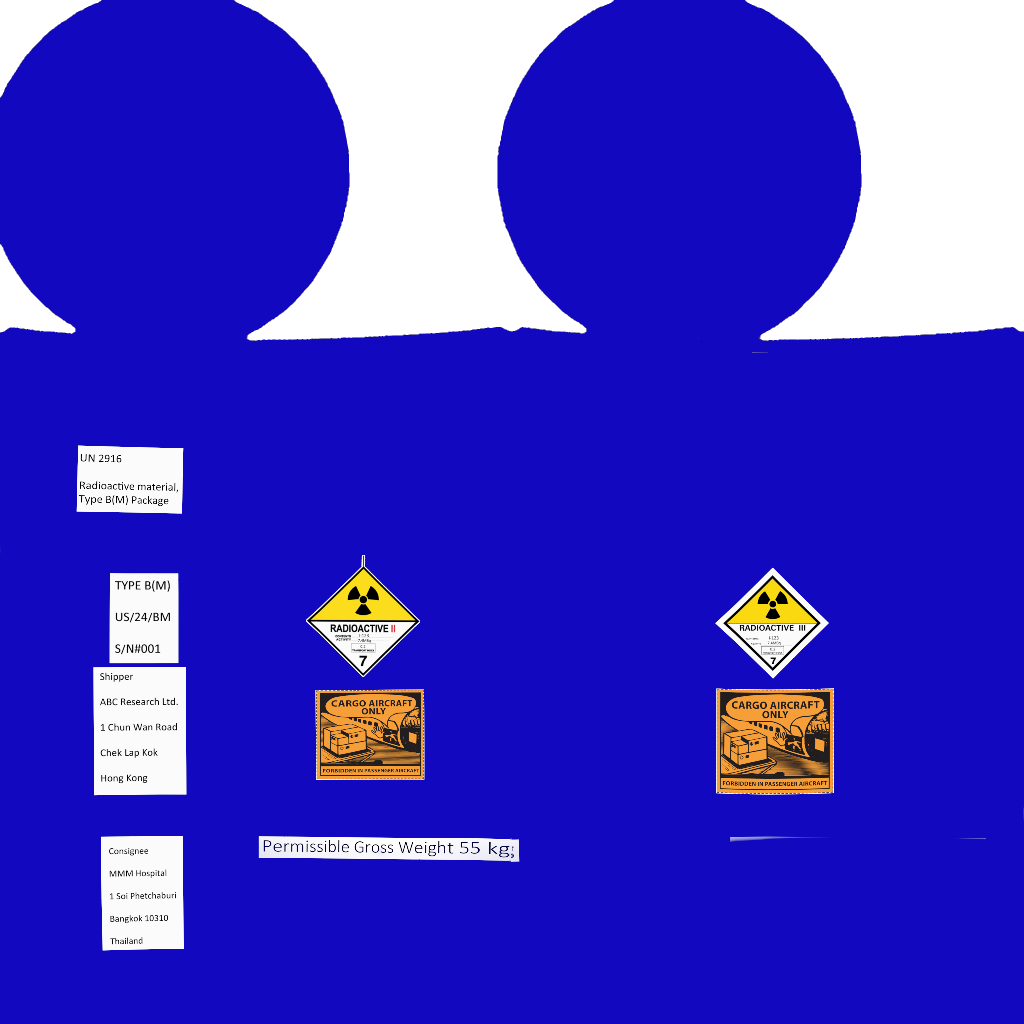 UN 2916
Radioactive material,
Type B(M) Package
TYPE B(M)
US/24/BM
S/N#001
Shipper
ABC Research Ltd.
1 Chun Wan Road
Chek Lap Kok
Hong Kong
Consignee
MMM Hospital
1 Soi Phetchaburi
Bangkok 10310
Thailand
RADIOACTIVE II
CONTENTS
ACTIVITY
7
CARGO AIRCRAFT
ONLY
FORBIDDEN IN PASSENGER AIRCRAFT
Permissible Gross Weight 55 kg
RADIOACTIVE III
I-123
7
CARGO AIRCRAFT
ONLY
FORBIDDEN IN PASSENGER AIRCRAFT